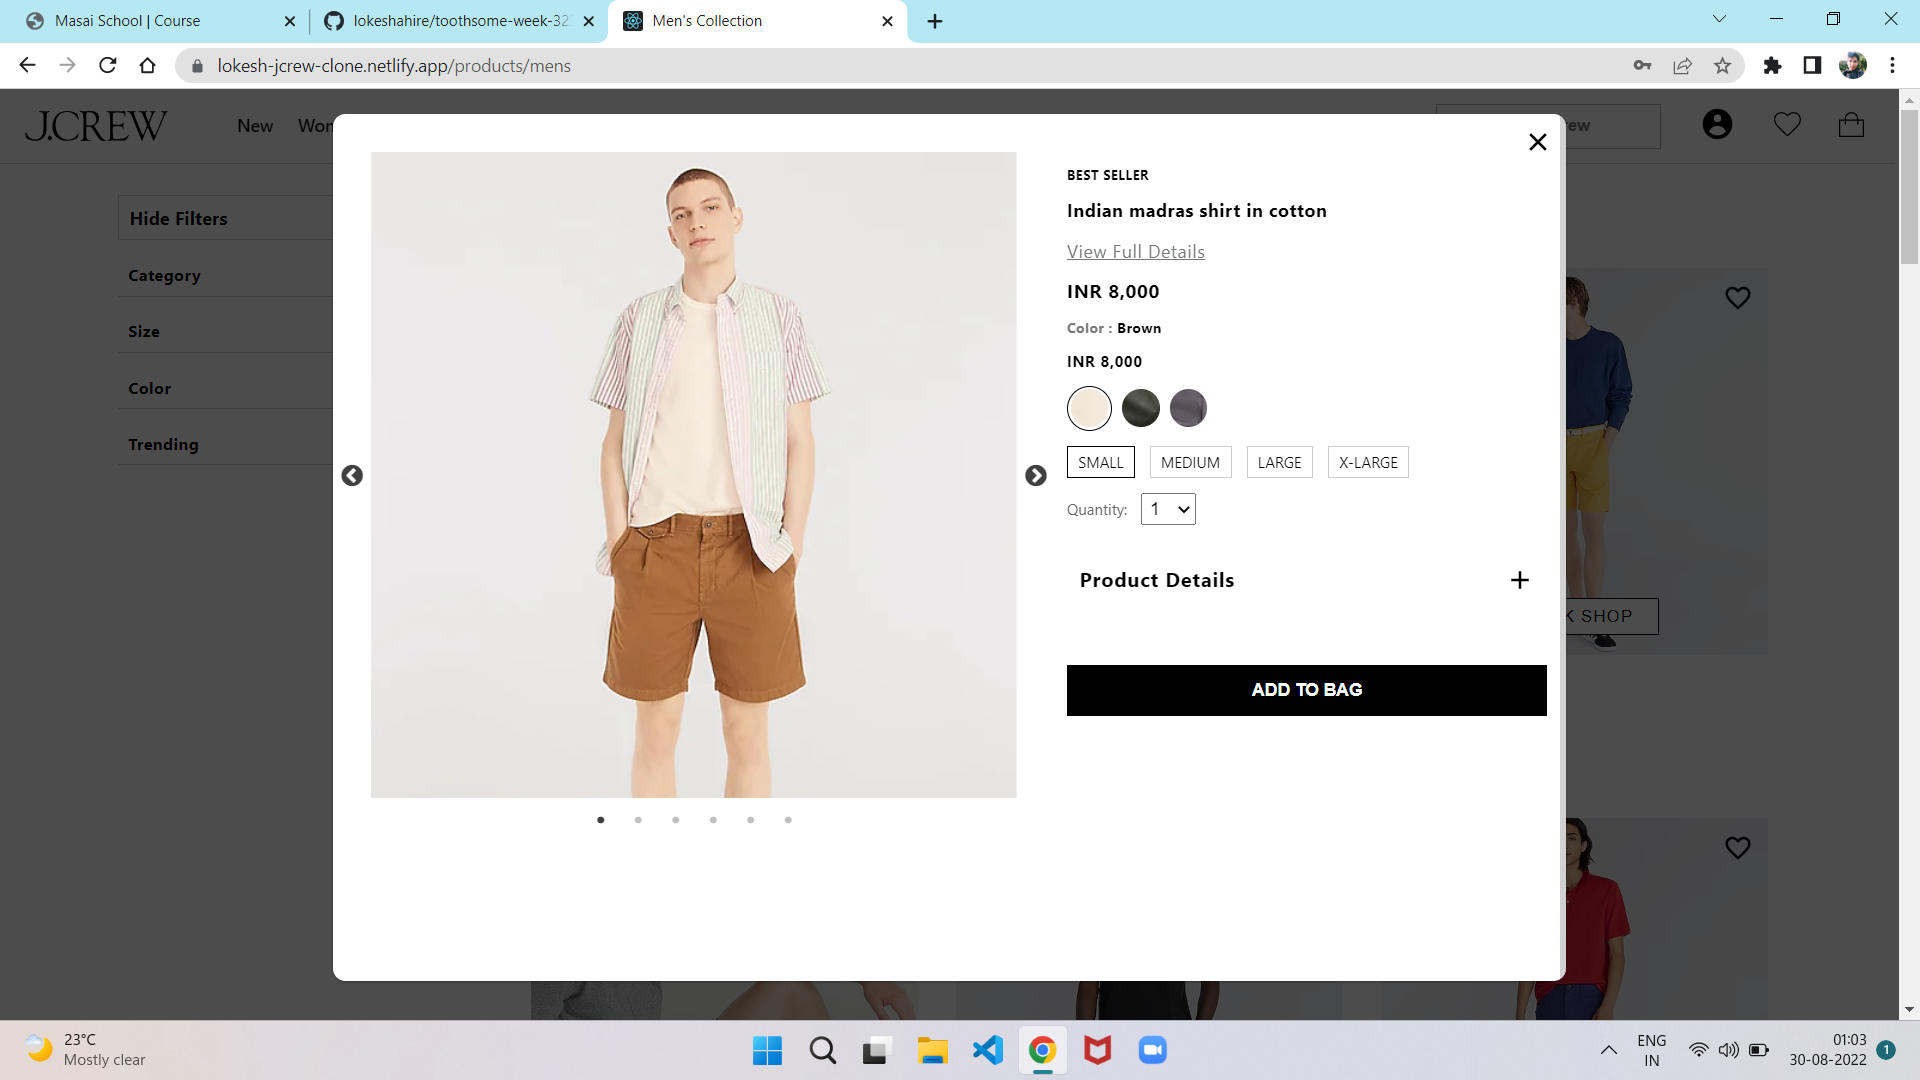 Masai School | Course
lokeshahire/toothsome-week-32
Men's Collection
lokesh-jcrew-clone.netlify.app/products/mens
J.CREW
New
Hide Filters
Category
Size
Color
Trending
BEST SELLER
Indian madras shirt in cotton
View Full Details
INR 8,000
Color : Brown
INR 8,000
SMALL MEDIUM LARGE X-LARGE
Quantity: 1
Product Details
ADD TO BAG
SHOP
23°C
Mostly clear
ENG
IN
01:03
30-08-2022
1